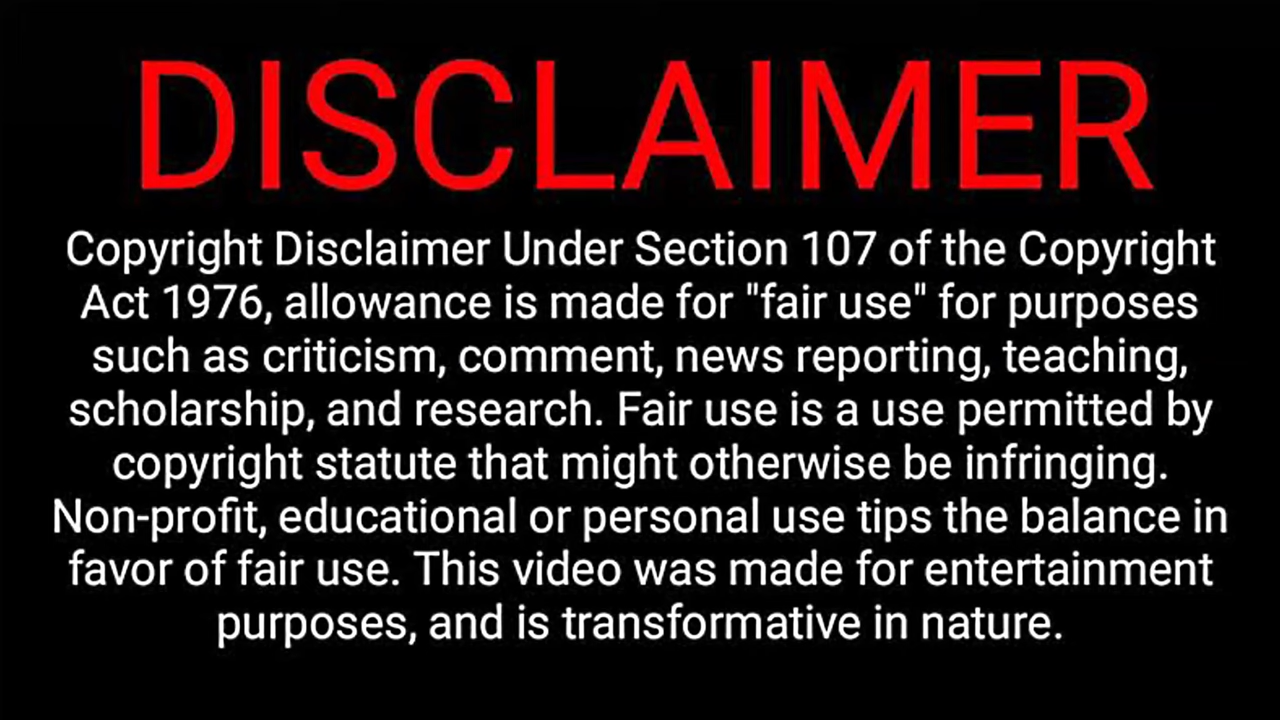 DISCLAIMER
Copyright Disclaimer Under Section 107 of the Copyright
Act 1976, allowance is made for "fair use" for purposes
such as criticism, comment, news reporting, teaching,
scholarship, and research. Fair use is a use permitted by
copyright statute that might otherwise be infringing.
Non-profit, educational or personal use tips the balance in
favor of fair use. This video was made for entertainment
purposes, and is transformative in nature.